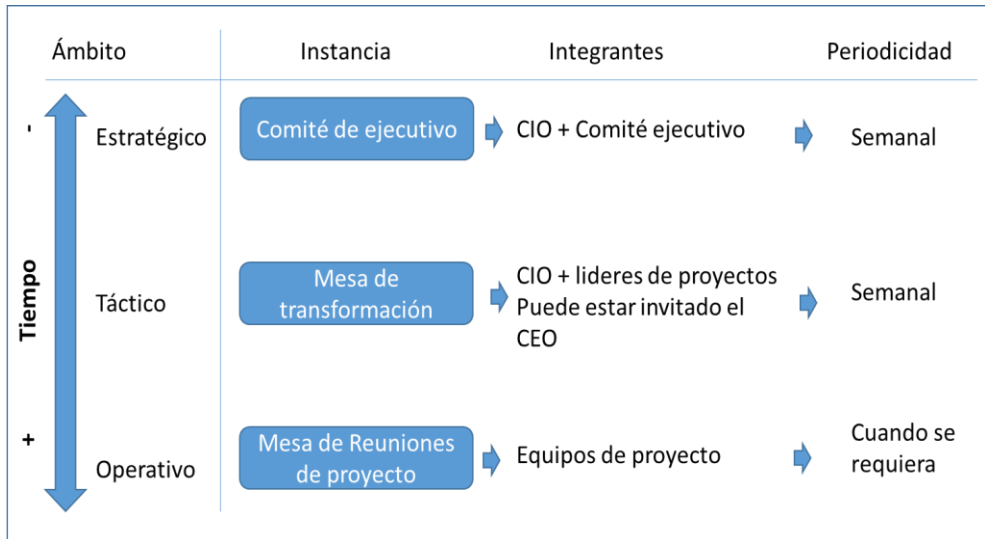 Ámbito
Instancia
Integrantes
Periodicidad
-
Tiempo
+
Estratégico
Comité de ejecutivo
CIO + Comité ejecutivo
Semanal
Táctico
Mesa de
transformación
CIO + lideres de proyectos
Puede estar invitado el
CEO
Semanal
Operativo
Mesa de Reuniones
de proyecto
Equipos de proyecto
Cuando se
requiera